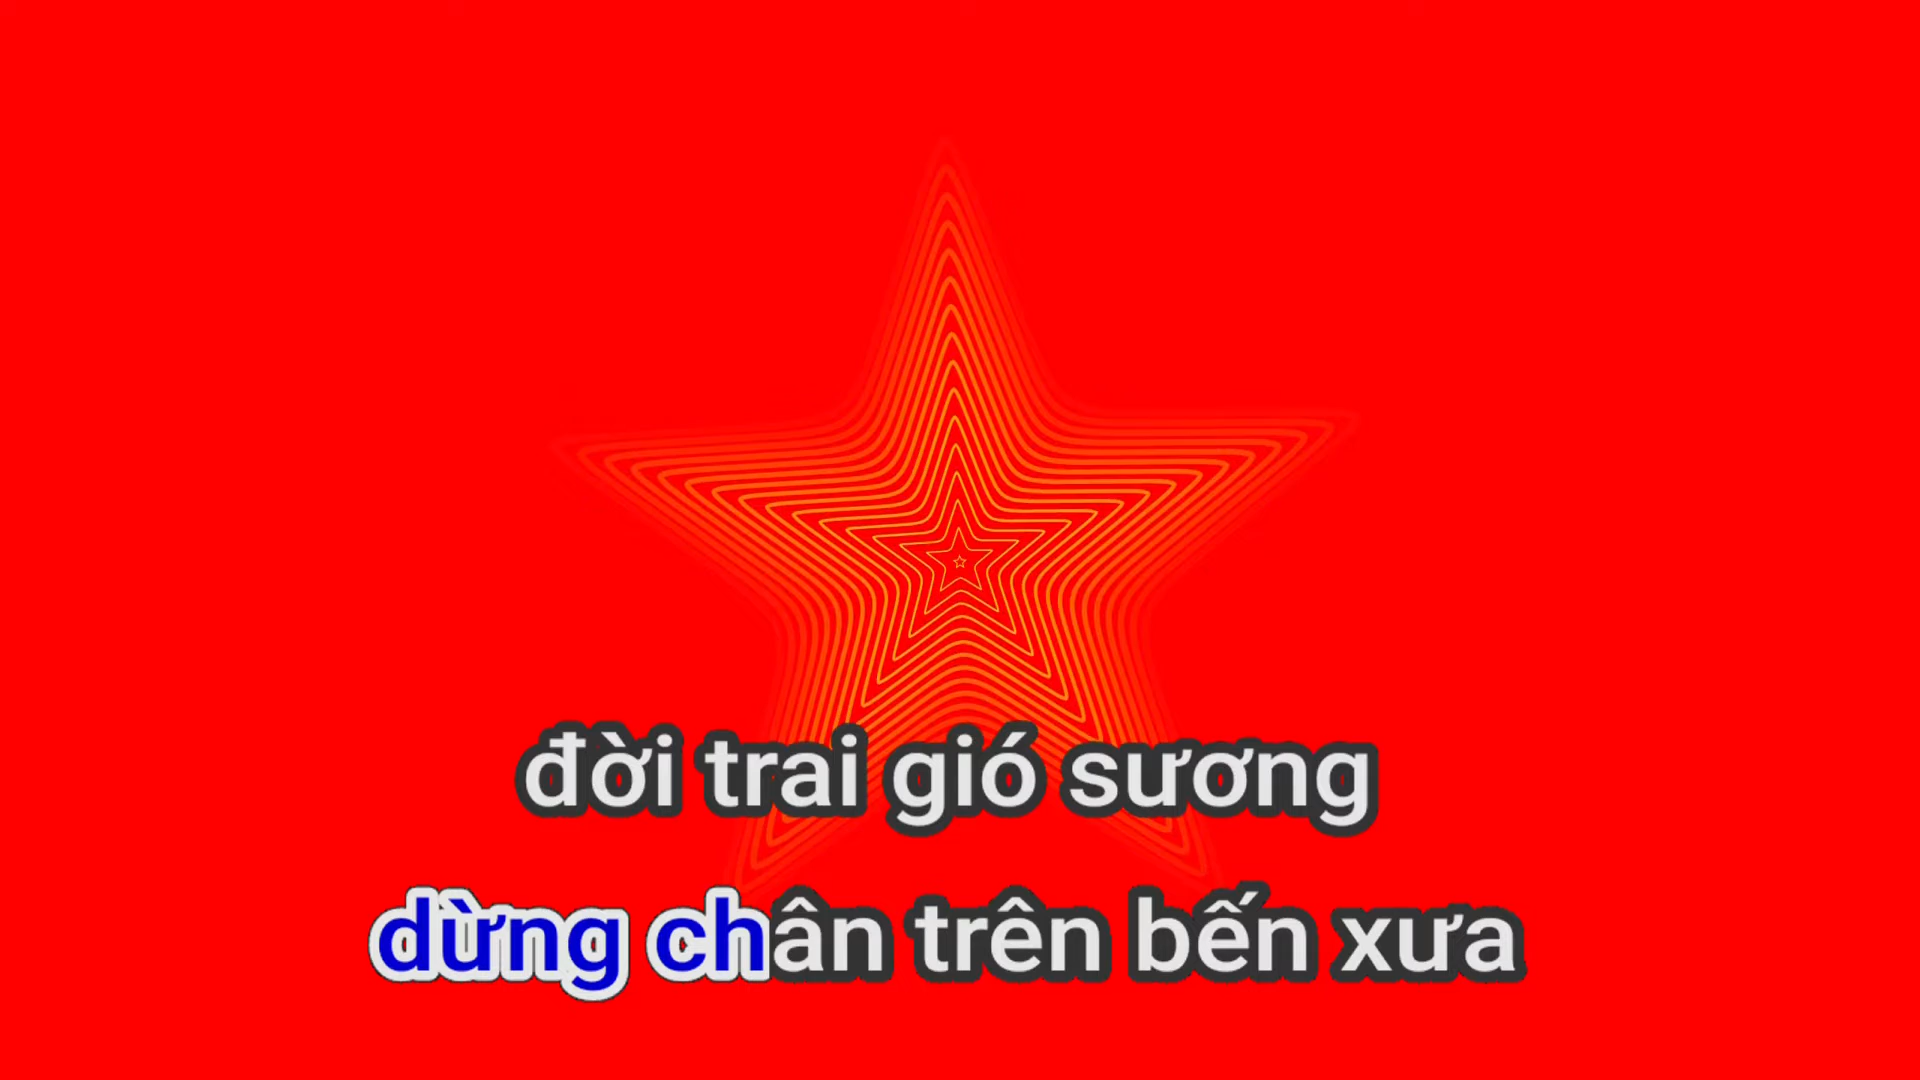 đời trai gió sương
dừng chân trên bến xưa